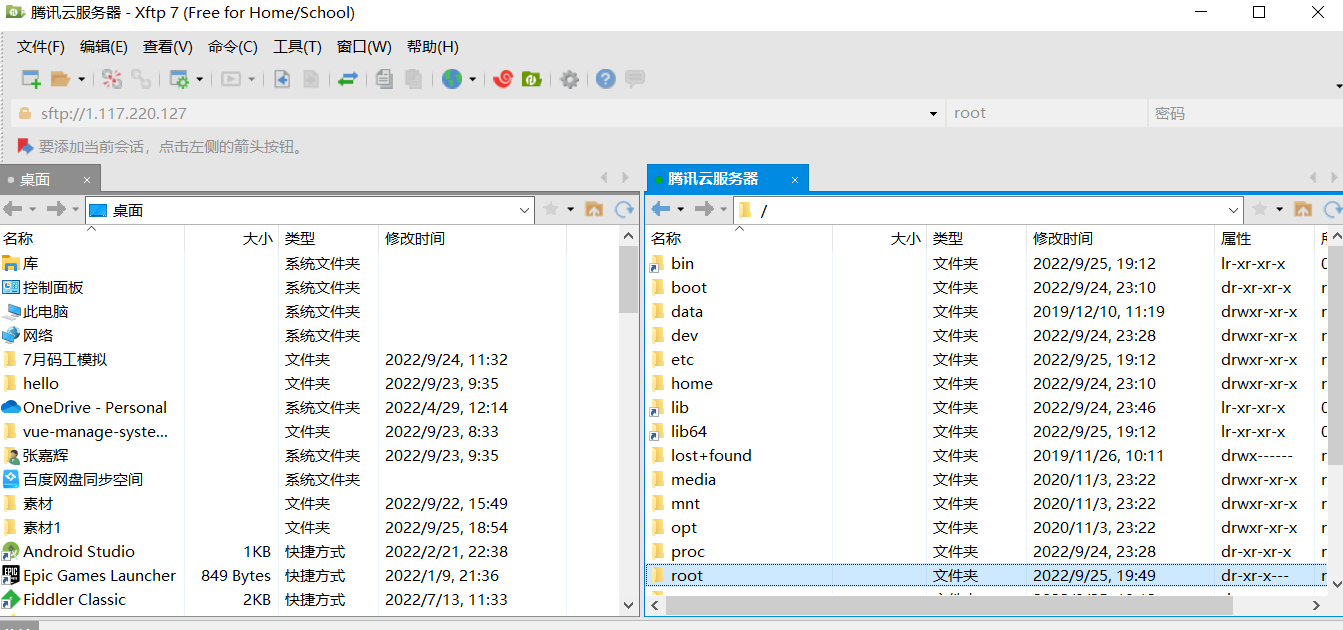 腾讯云服务器 - Xftp 7 (Free for Home/School)
文件(F) 编辑(E) 查看(V) 命令(C) 工具(T) 窗口(W) 帮助(H)
sftp://1.117.220.127 root 密码
要添加当前会话，点击左侧的箭头按钮。
桌面 ×
桌面
名称 大小 类型 修改时间
库 系统文件夹
控制面板 系统文件夹
此电脑 系统文件夹
网络 系统文件夹
7月码工模拟 文件夹 2022/9/24, 11:32
hello 文件夹 2022/9/23, 9:35
OneDrive - Personal 系统文件夹 2022/4/29, 12:14
vue-manage-syste... 文件夹 2022/9/23, 8:33
张嘉辉 系统文件夹 2022/9/23, 9:35
百度网盘同步空间 系统文件夹
素材 文件夹 2022/9/22, 15:49
素材1 文件夹 2022/9/25, 18:54
Android Studio 1KB 快捷方式 2022/2/21, 22:38
Epic Games Launcher 849 Bytes 快捷方式 2022/1/9, 21:36
Fiddler Classic 2KB 快捷方式 2022/7/13, 11:33
腾讯云服务器 ×
/
名称 大小 类型 修改时间 属性
bin 文件夹 2022/9/25, 19:12 lr-xr-xr-x
boot 文件夹 2022/9/24, 23:10 dr-xr-xr-x
data 文件夹 2019/12/10, 11:19 drwxr-xr-x
dev 文件夹 2022/9/24, 23:28 drwxr-xr-x
etc 文件夹 2022/9/25, 19:12 drwxr-xr-x
home 文件夹 2022/9/24, 23:10 drwxr-xr-x
lib 文件夹 2022/9/24, 23:46 lr-xr-xr-x
lib64 文件夹 2022/9/25, 19:12 lr-xr-xr-x
lost+found 文件夹 2019/11/26, 10:11 drwx------
media 文件夹 2020/11/3, 23:22 drwxr-xr-x
mnt 文件夹 2020/11/3, 23:22 drwxr-xr-x
opt 文件夹 2020/11/3, 23:22 drwxr-xr-x
proc 文件夹 2022/9/24, 23:28 dr-xr-xr-x
root 文件夹 2022/9/25, 19:49 dr-xr-x---